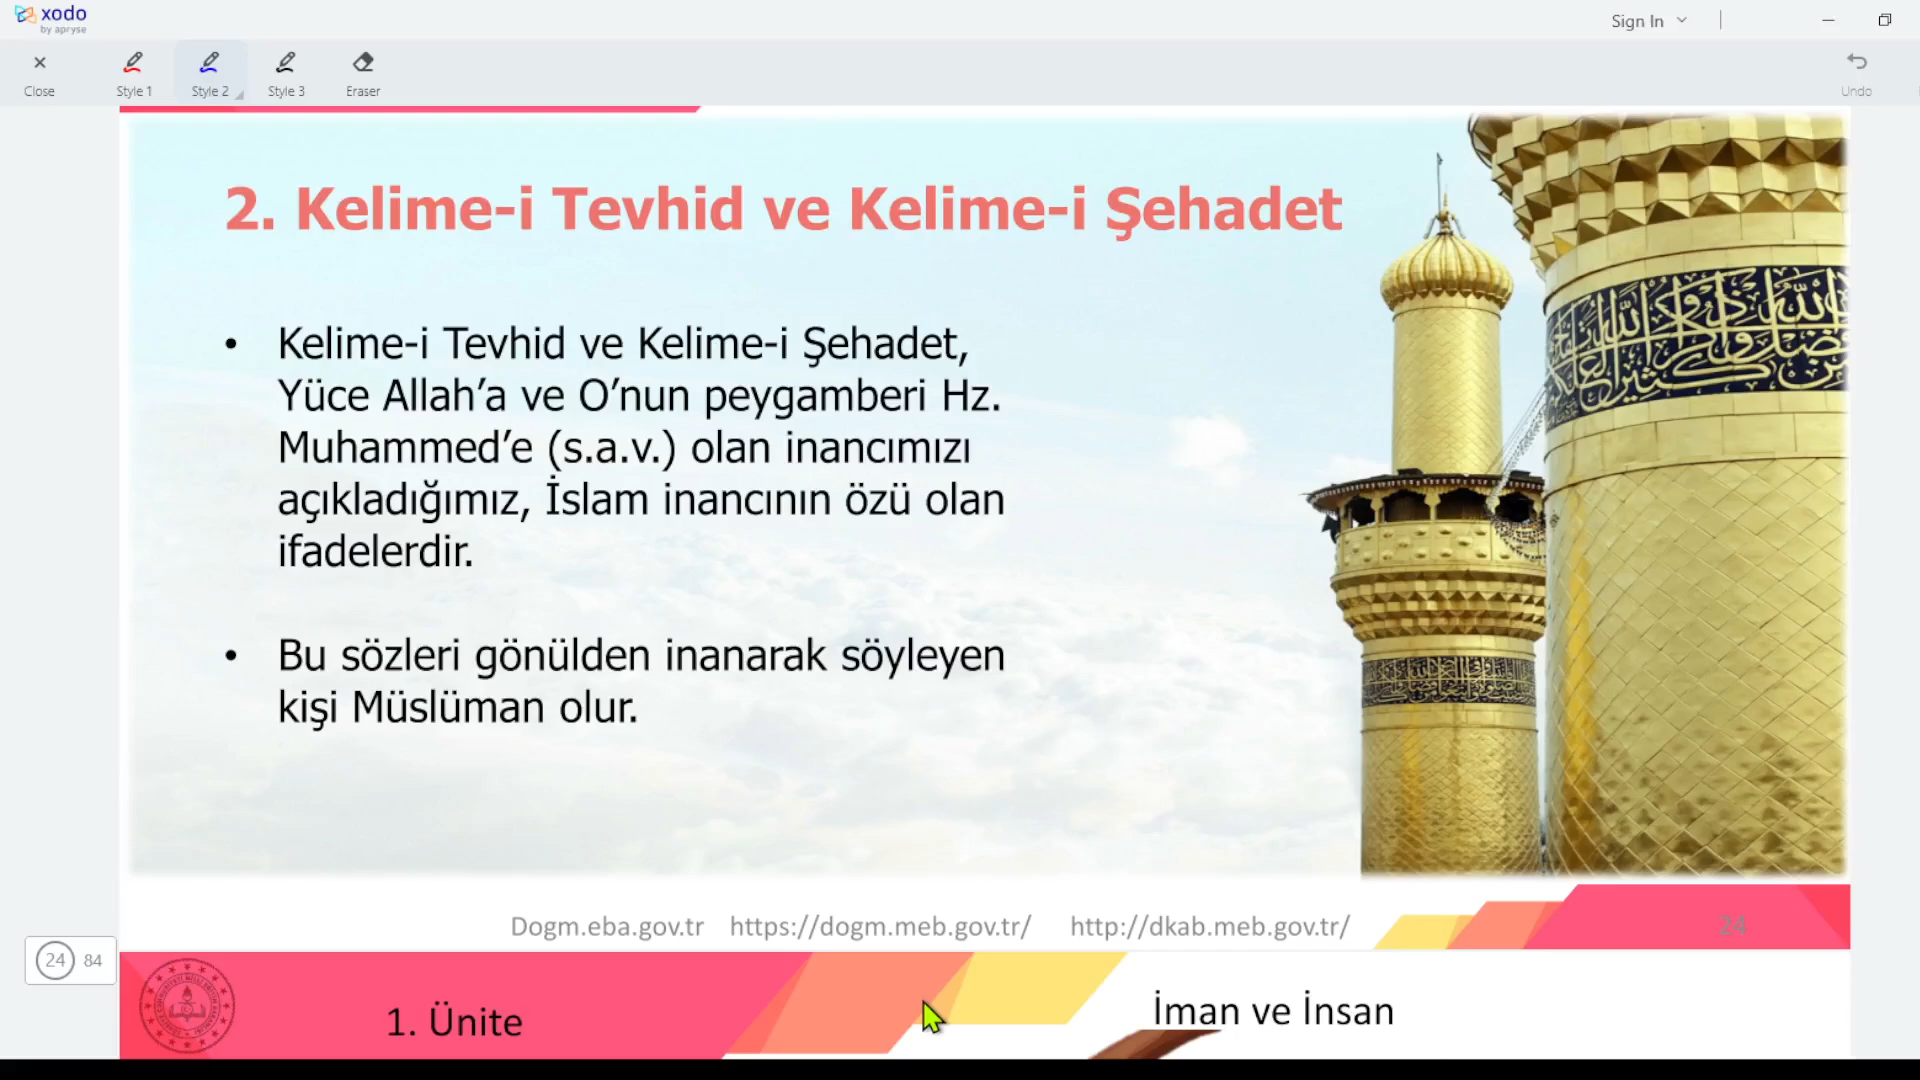 xodo
by apryse
Sign In
Close
Style 1
Style 2
Style 3
Eraser
Undo
2. Kelime-i Tevhid ve Kelime-i Şehadet
• Kelime-i Tevhid ve Kelime-i Şehadet,
Yüce Allah’a ve O’nun peygamberi Hz.
Muhammed’e (s.a.v.) olan inancımızı
açıkladığımız, İslam inancının özü olan
ifadelerdir.
• Bu sözleri gönülden inanarak söyleyen
kişi Müslüman olur.
Dogm.eba.gov.tr https://dogm.meb.gov.tr/ http://dkab.meb.gov.tr/
24
24 84
1. Ünite
İman ve İnsan